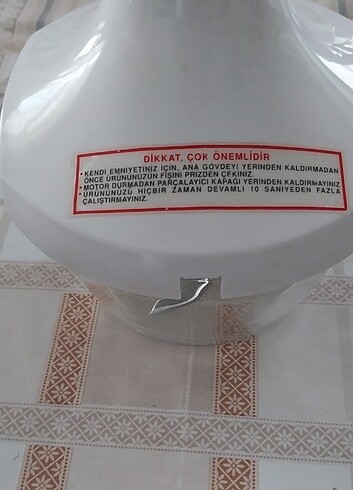 DİKKAT, ÇOK ÖNEMLİDİR
• KENDİ EMNİYETİNİZ İÇİN, ANA GÖVDEYİ YERİNDEN KALDIRMADAN
ÖNCE ÜRÜNÜNÜZÜN FİŞİNİ PRİZDEN ÇEKİNİZ.
• MOTOR DURMADAN PARÇALAYICI KAPAĞI YERİNDEN KALDIRMAYINIZ
• ÜRÜNÜNÜZÜ HİÇBİR ZAMAN DEVAMLI 10 SANİYEDEN FAZLA
ÇALIŞTIRMAYINIZ.